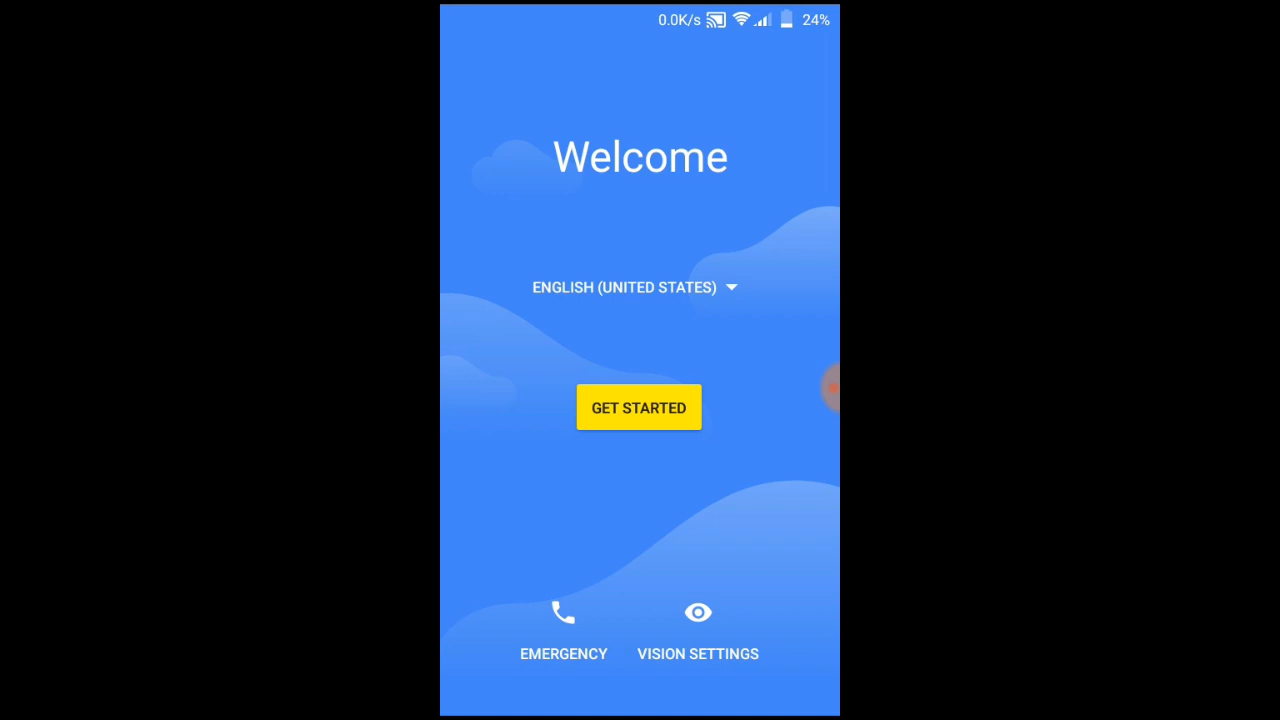 0.0K/s 24%
Welcome
ENGLISH (UNITED STATES)
GET STARTED
EMERGENCY VISION SETTINGS